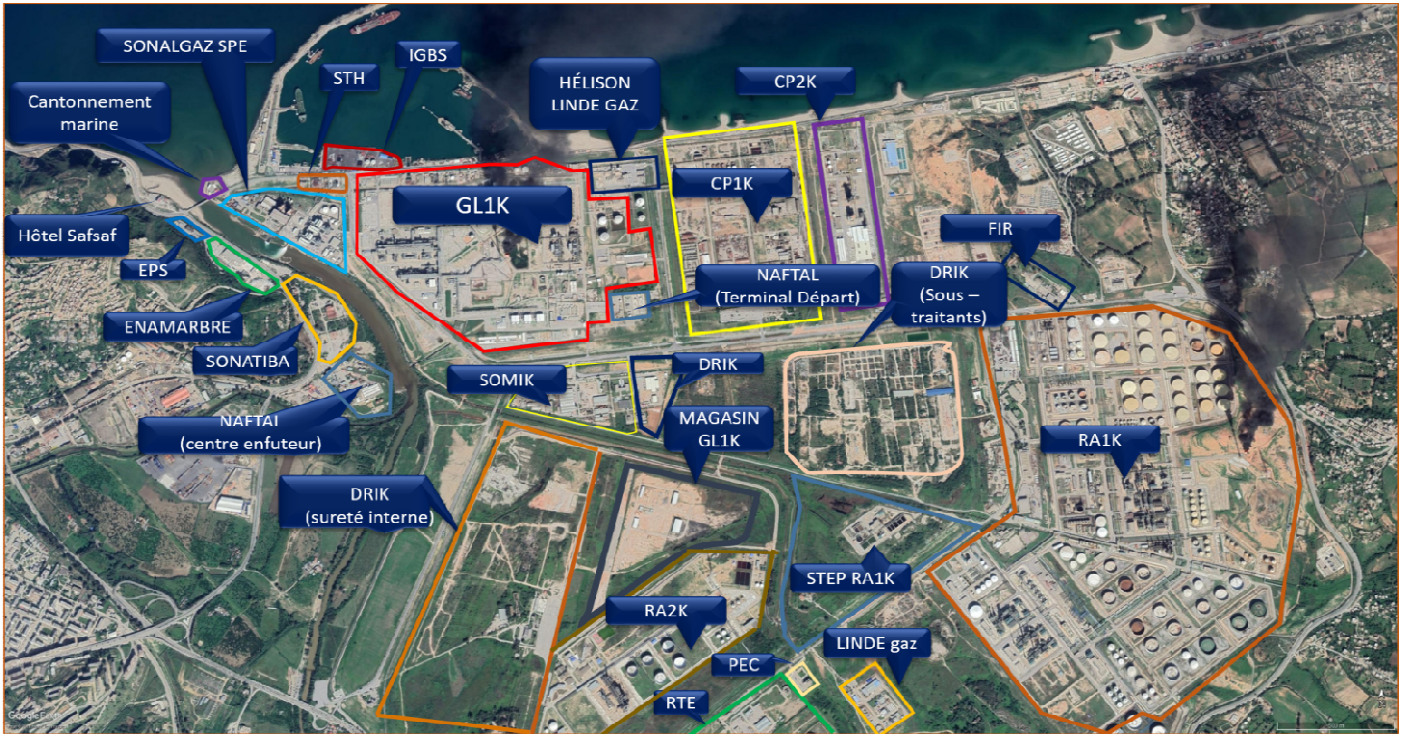 SONALGAZ SPE
STH
IGBS
HÉLISON
LINDE GAZ
CP2K
Cantonnement
marine
CP1K
GL1K
Hôtel Safsaf
FIR
EPS
NAFTAL
(Terminal Départ)
DRIK
(Sous –
traitants)
ENAMARBRE
SONATIBA
SOMIK
DRIK
MAGASIN
GL1K
NAFTAL
(centre enfuteur)
RA1K
DRIK
(sureté interne)
STEP RA1K
RA2K
LINDE gaz
PEC
RTE